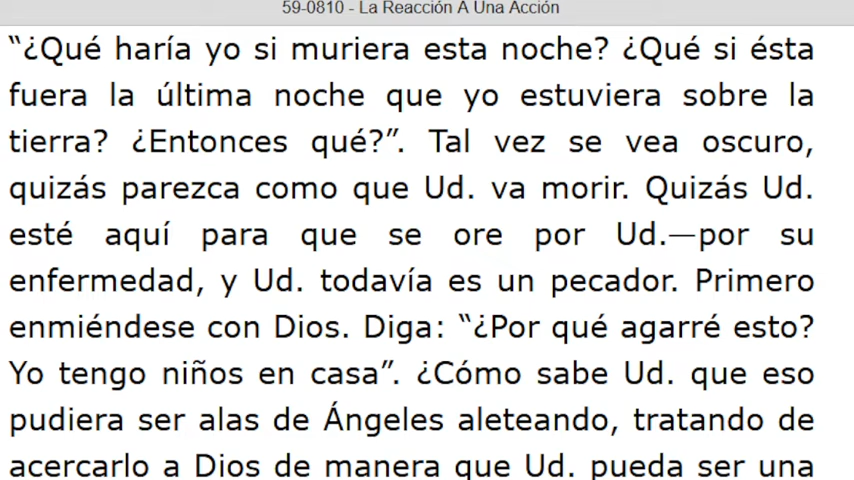 59-0810 - La Reacción A Una Acción
“¿Qué haría yo si muriera esta noche? ¿Qué si ésta
fuera la última noche que yo estuviera sobre la
tierra? ¿Entonces qué?”. Tal vez se vea oscuro,
quizás parezca como que Ud. va morir. Quizás Ud.
esté aquí para que se ore por Ud.—por su
enfermedad, y Ud. todavía es un pecador. Primero
enmiéndese con Dios. Diga: “¿Por qué agarré esto?
Yo tengo niños en casa”. ¿Cómo sabe Ud. que eso
pudiera ser alas de Ángeles aleteando, tratando de
acercarlo a Dios de manera que Ud. pueda ser una